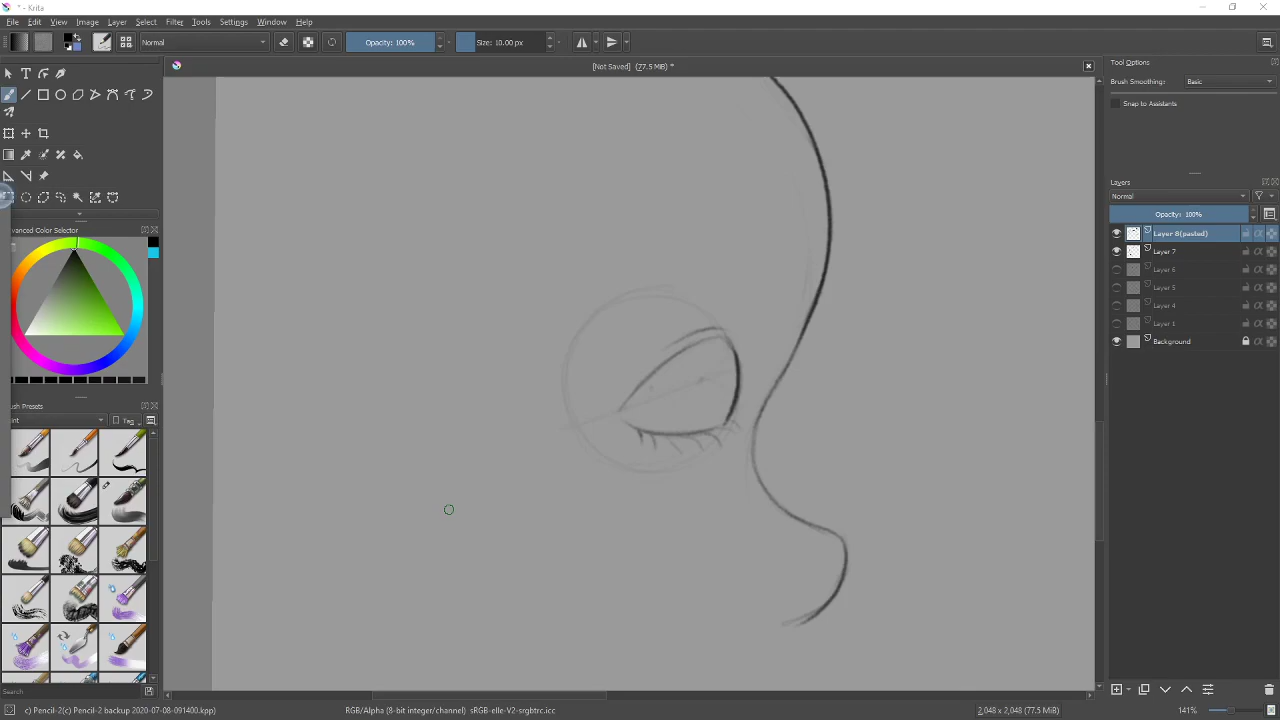 * - Krita
File Edit View Image Layer Select Filter Tools Settings Window Help
Normal Opacity: 100% Size: 10.00 px
[Not Saved] (77.5 MiB) *
Tool Options
Brush Smoothing: Basic
Snap to Assistants
Layers
Normal
Opacity: 100%
Layer 8(pasted)
Layer 7
Layer 6
Layer 5
Layer 4
Layer 1
Background
dvanced Color Selector
ush Presets
int Tag
Search
c) Pencil-2(c) Pencil-2 backup 2020-07-08-091400.kpp) RGB/Alpha (8-bit integer/channel) sRGB-elle-V2-srgbtrc.icc 2,048 x 2,048 (77.5 MiB) 141%